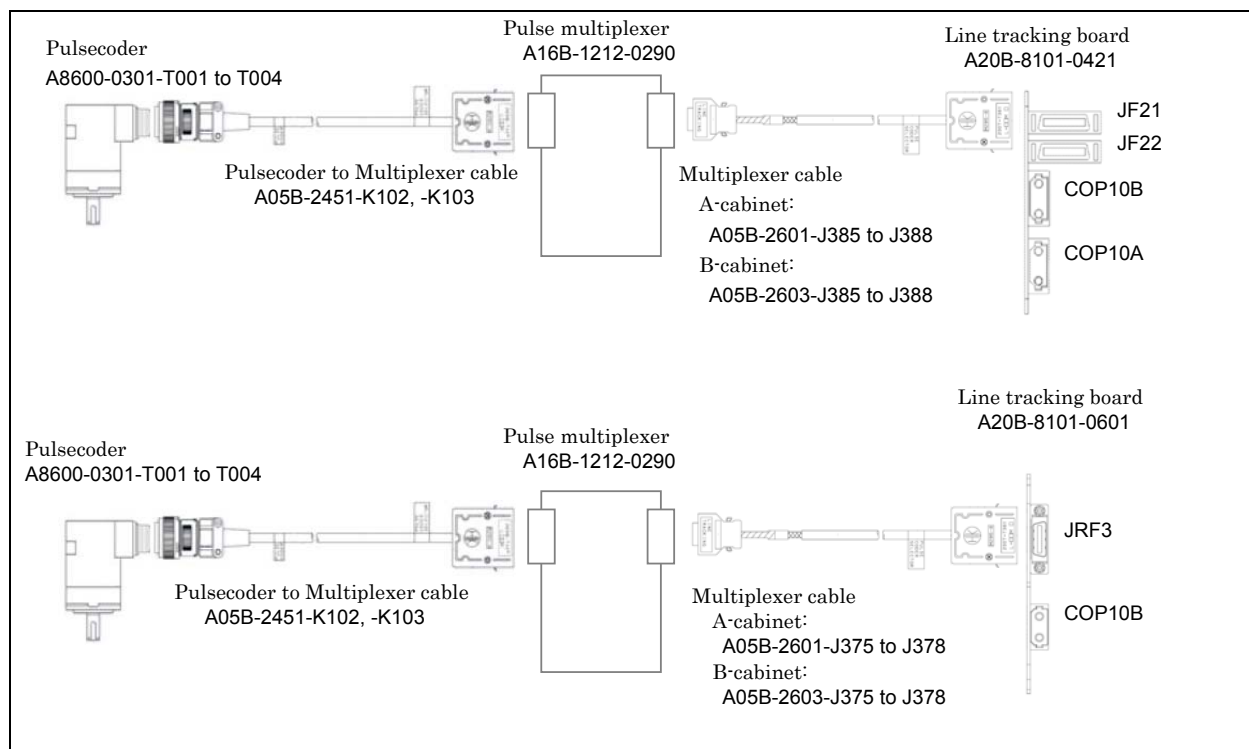 Pulsecoder
A8600-0301-T001 to T004
Pulse multiplexer
A16B-1212-0290
Line tracking board
A20B-8101-0421
JF21
JF22
COP10B
COP10A
Pulsecoder to Multiplexer cable
A05B-2451-K102, -K103
Multiplexer cable
A-cabinet:
A05B-2601-J385 to J388
B-cabinet:
A05B-2603-J385 to J388
Pulsecoder
A8600-0301-T001 to T004
Pulse multiplexer
A16B-1212-0290
Line tracking board
A20B-8101-0601
JRF3
COP10B
Pulsecoder to Multiplexer cable
A05B-2451-K102, -K103
Multiplexer cable
A-cabinet:
A05B-2601-J375 to J378
B-cabinet:
A05B-2603-J375 to J378